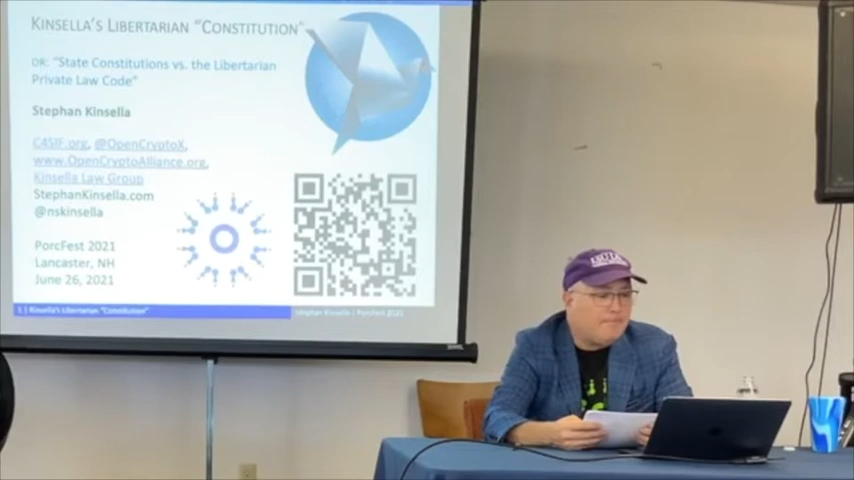 KINSELLA'S LIBERTARIAN "CONSTITUTION"
OR: "State Constitutions vs. the Libertarian
Private Law Code"
Stephan Kinsella
C4SIF.org, @OpenCryptoX,
www.OpenCryptoAlliance.org,
Kinsella Law Group
StephanKinsella.com
@nskinsella
PorcFest 2021
Lancaster, NH
June 26, 2021
1 | Kinsella's Libertarian "Constitution"
Stephan Kinsella | PorcFest 2021